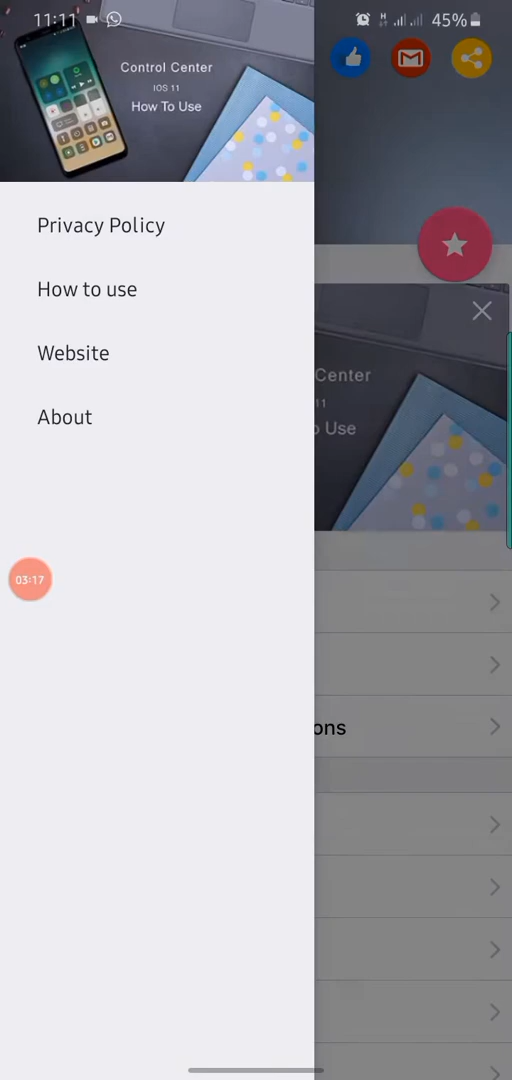 11:11
45%
Control Center
IOS 11
How To Use
Privacy Policy
How to use
Website
About
Center
11
o Use
03:17
ons